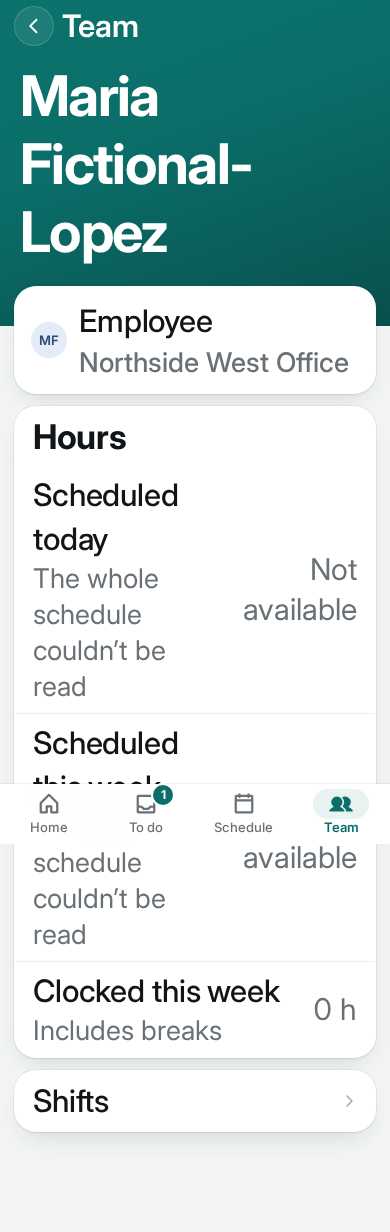 Team
Maria
Fictional-
Lopez
MF
Employee
Northside West Office
Hours
Scheduled
today
The whole
schedule
couldn’t be
read
Not
available
Scheduled
this week
1
Home
To do
Schedule
Team
schedule
couldn’t be
read
available
Clocked this week
Includes breaks
0 h
Shifts